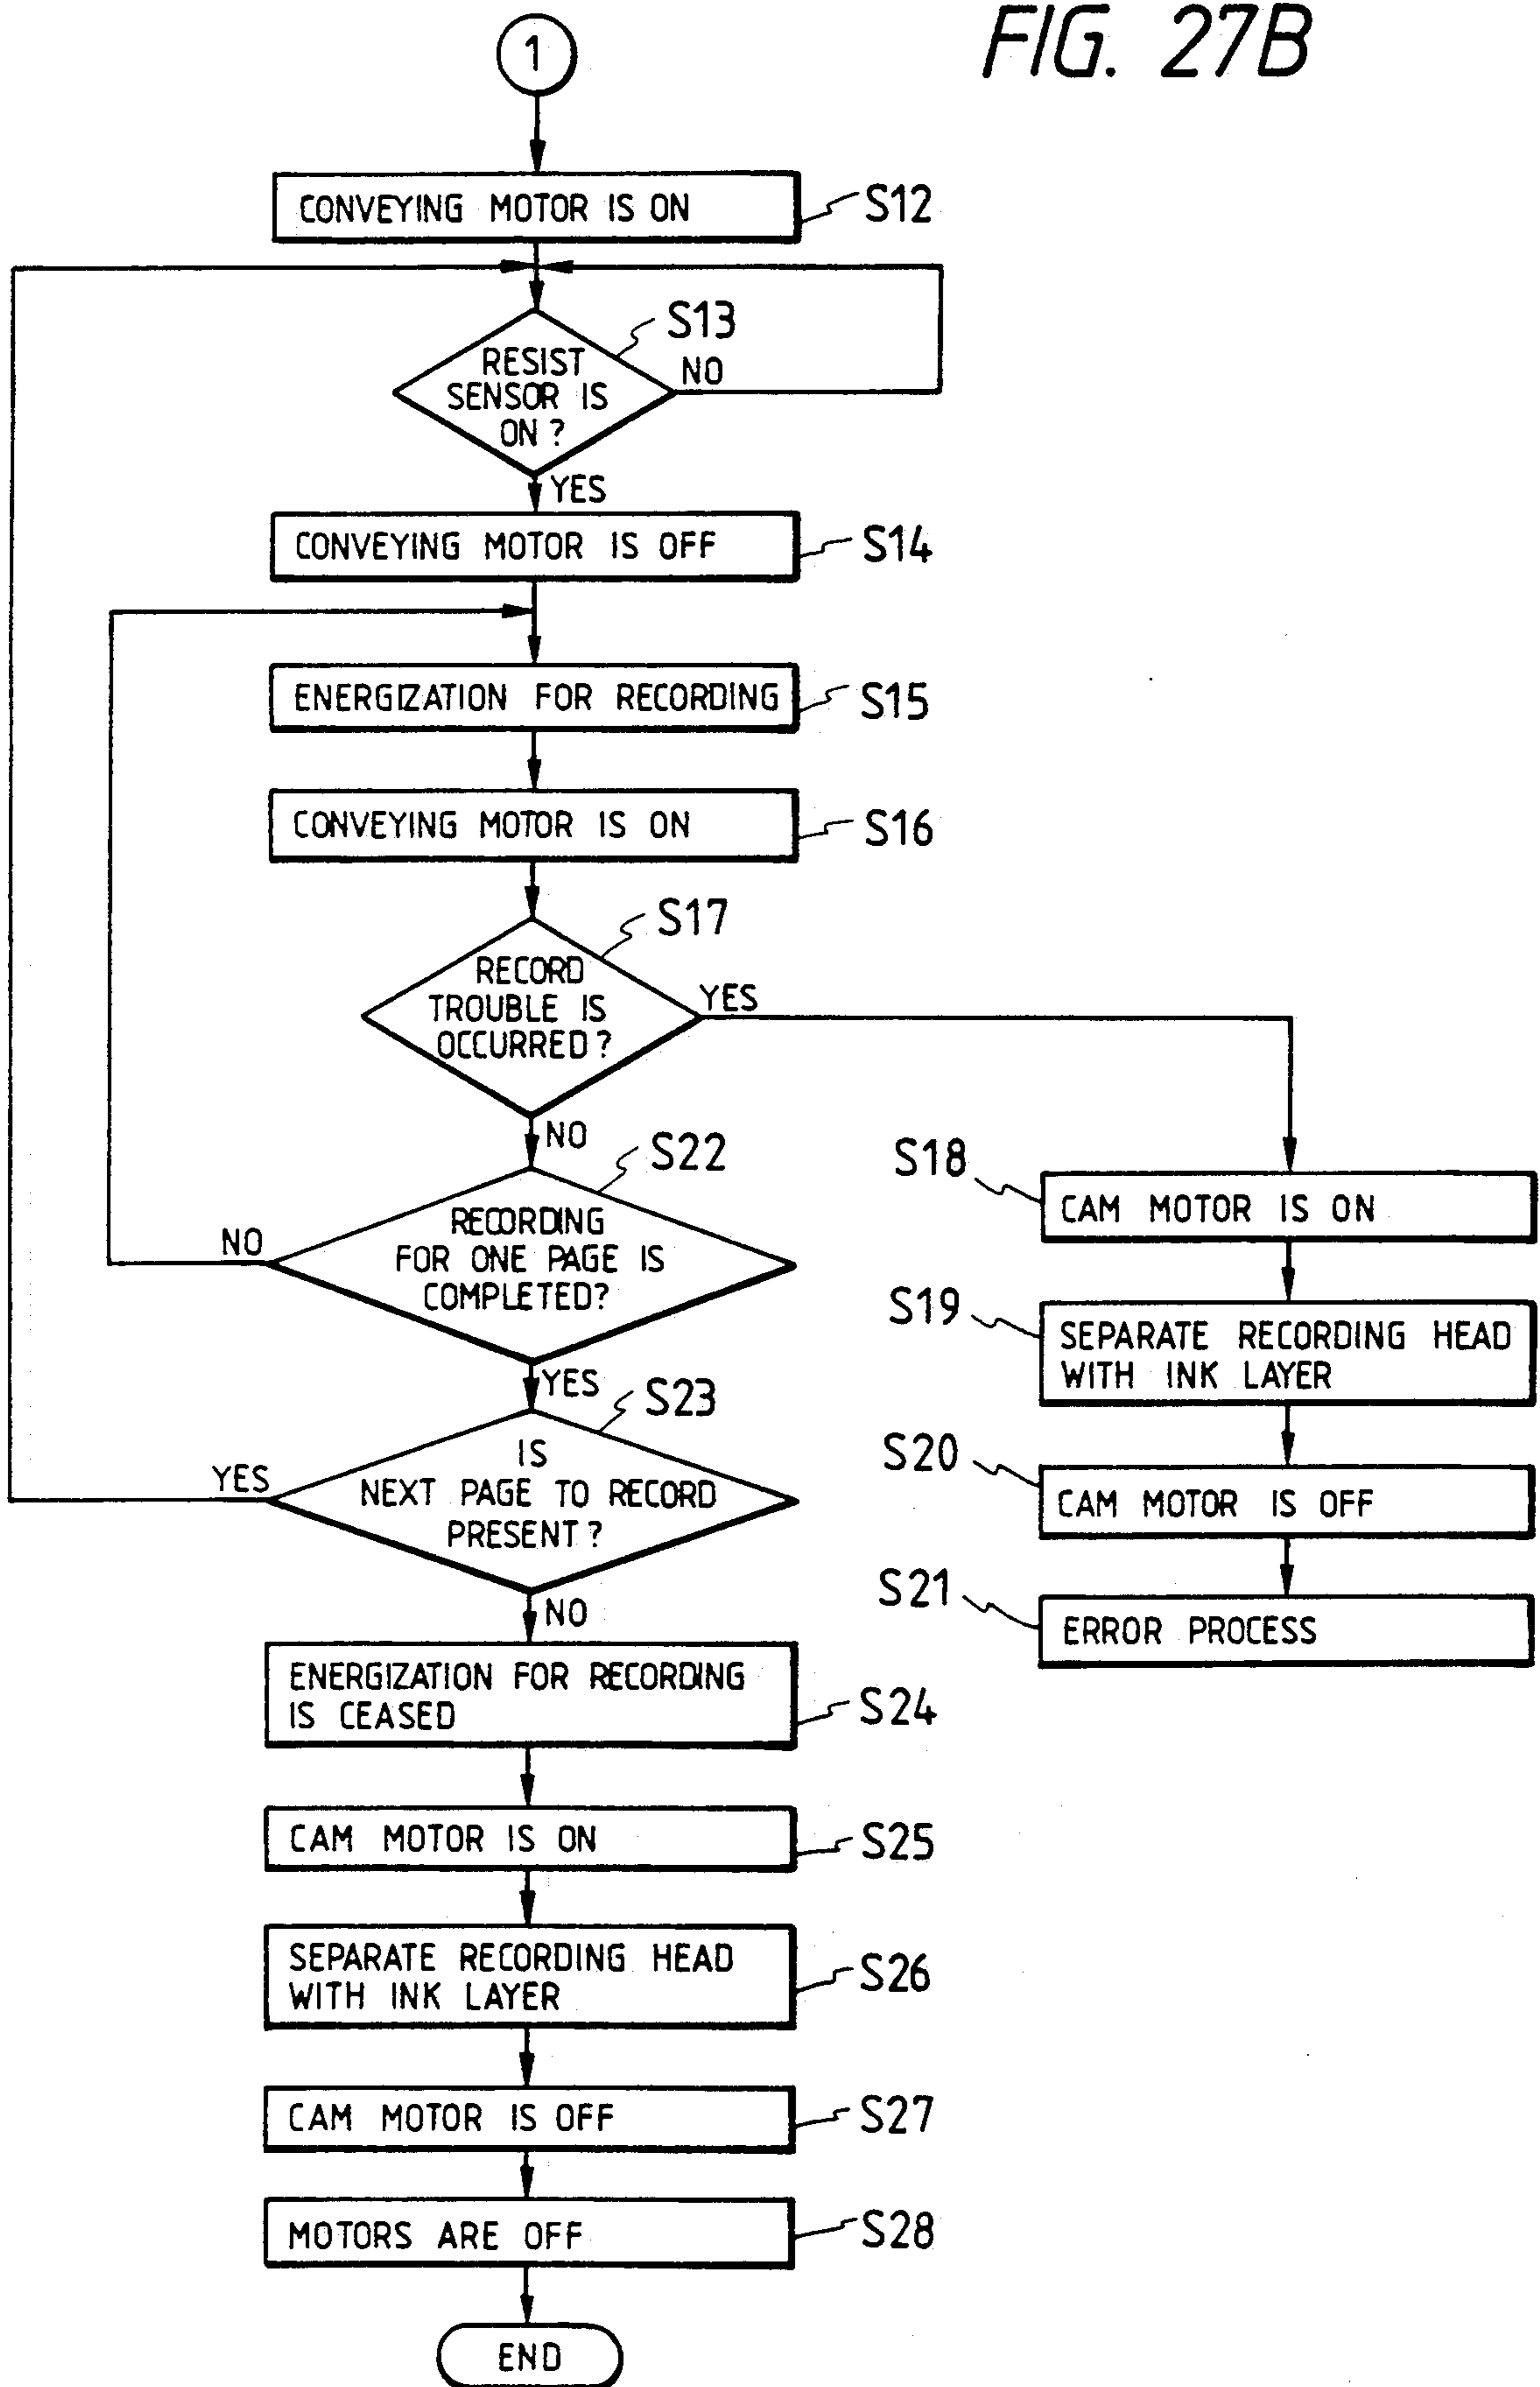 FIG. 27B
1
CONVEYING MOTOR IS ON
S12
S13
RESIST
SENSOR IS
ON?
NO
YES
CONVEYING MOTOR IS OFF
S14
ENERGIZATION FOR RECORDING
S15
CONVEYING MOTOR IS ON
S16
S17
RECORD
TROUBLE IS
OCCURRED?
YES
NO
S22
RECORDING
FOR ONE PAGE IS
COMPLETED?
NO
YES
S23
IS
NEXT PAGE TO RECORD
PRESENT?
YES
NO
S18
CAM MOTOR IS ON
S19
SEPARATE RECORDING HEAD
WITH INK LAYER
S20
CAM MOTOR IS OFF
S21
ERROR PROCESS
ENERGIZATION FOR RECORDING
IS CEASED
S24
CAM MOTOR IS ON
S25
SEPARATE RECORDING HEAD
WITH INK LAYER
S26
CAM MOTOR IS OFF
S27
MOTORS ARE OFF
S28
END